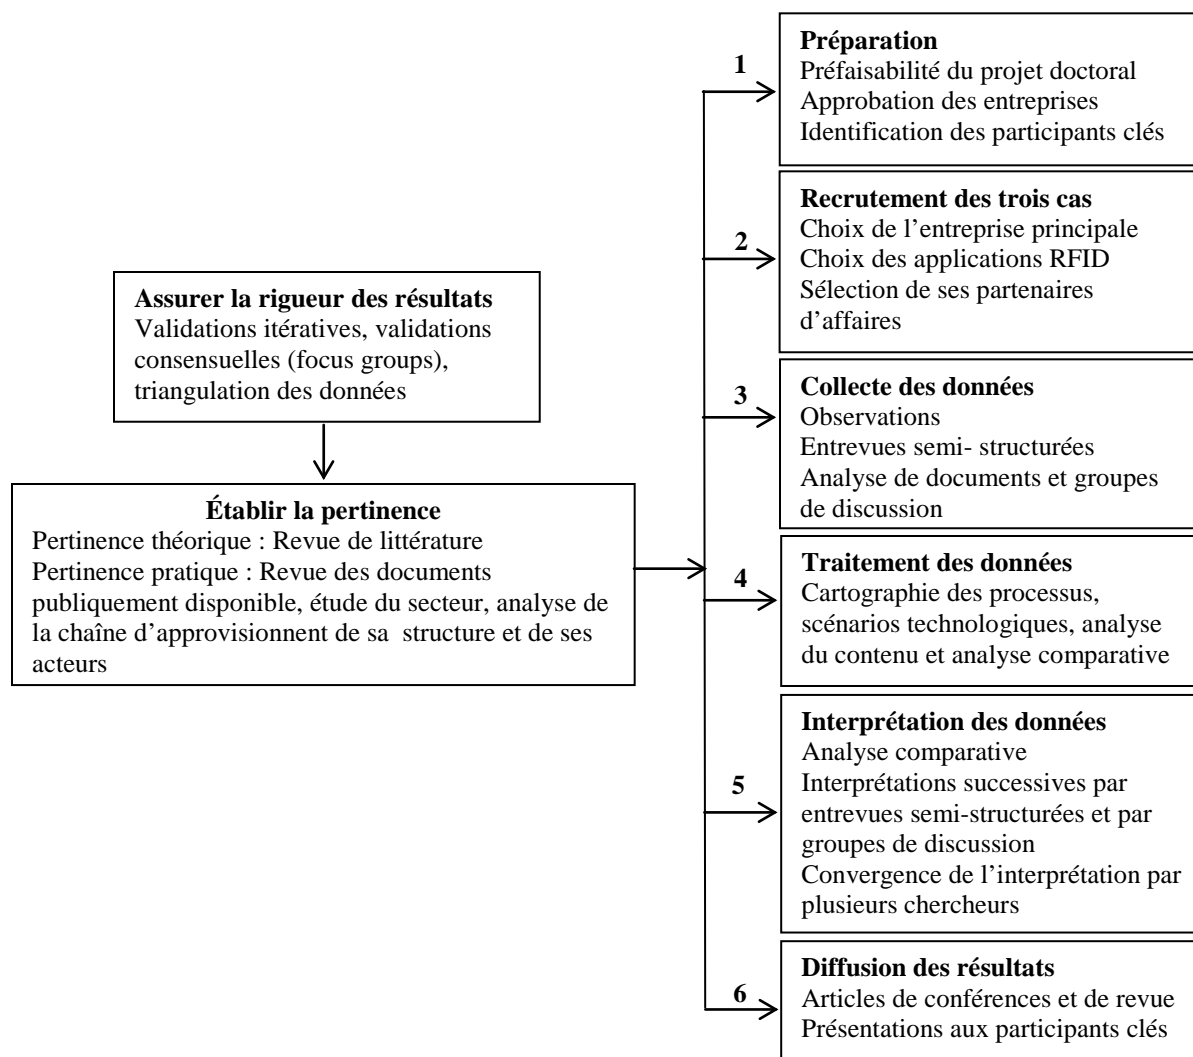 Assurer la rigueur des résultats
Validations itératives, validations
consensuelles (focus groups),
triangulation des données
Établir la pertinence
Pertinence théorique : Revue de littérature
Pertinence pratique : Revue des documents
publiquement disponible, étude du secteur, analyse de
la chaîne d’approvisionnent de sa structure et de ses
acteurs
1
Préparation
Préfaisabilité du projet doctoral
Approbation des entreprises
Identification des participants clés
2
Recrutement des trois cas
Choix de l’entreprise principale
Choix des applications RFID
Sélection de ses partenaires
d’affaires
3
Collecte des données
Observations
Entrevues semi- structurées
Analyse de documents et groupes
de discussion
4
Traitement des données
Cartographie des processus,
scénarios technologiques, analyse
du contenu et analyse comparative
5
Interprétation des données
Analyse comparative
Interprétations successives par
entrevues semi-structurées et par
groupes de discussion
Convergence de l’interprétation par
plusieurs chercheurs
6
Diffusion des résultats
Articles de conférences et de revue
Présentations aux participants clés